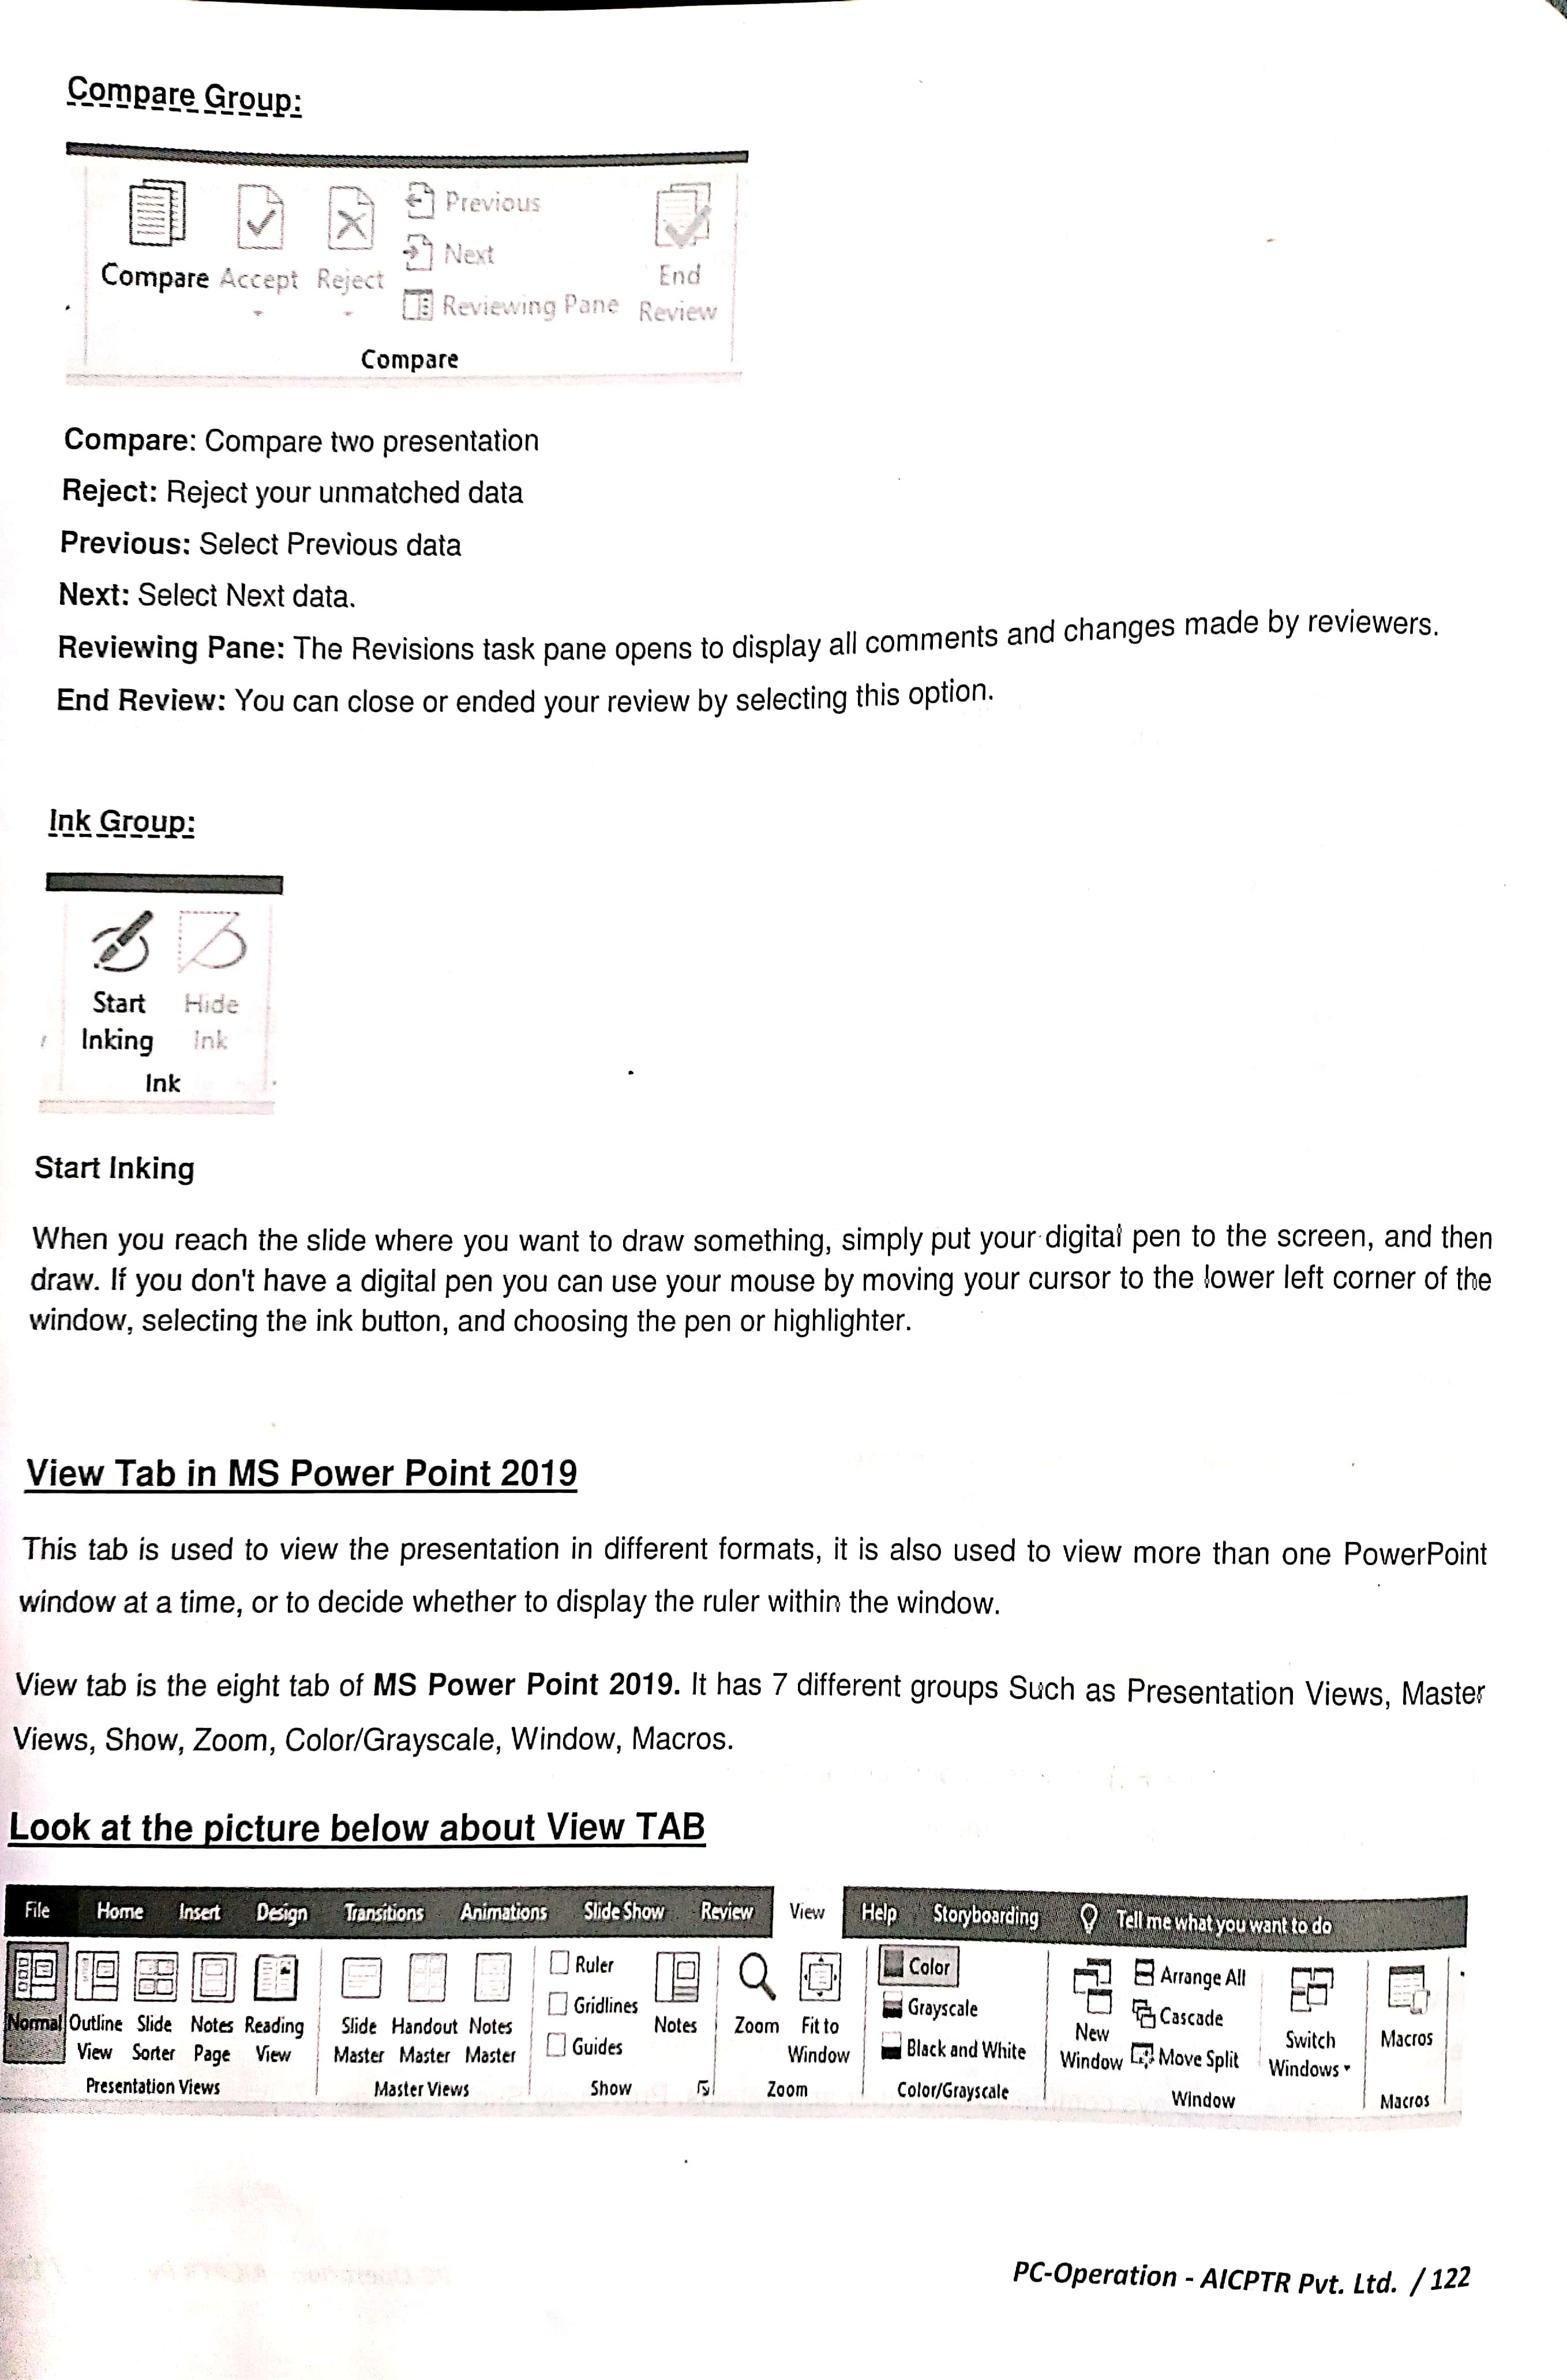 Compare Group:
Compare Accept Reject Previous Next Reviewing Pane End Review
Compare
Compare: Compare two presentation
Reject: Reject your unmatched data
Previous: Select Previous data
Next: Select Next data.
Reviewing Pane: The Revisions task pane opens to display all comments and changes made by reviewers.
End Review: You can close or ended your review by selecting this option.
Ink Group:
Start Hide
Inking Ink
Ink
Start Inking
When you reach the slide where you want to draw something, simply put your digital pen to the screen, and then
draw. If you don't have a digital pen you can use your mouse by moving your cursor to the lower left corner of the
window, selecting the ink button, and choosing the pen or highlighter.
View Tab in MS Power Point 2019
This tab is used to view the presentation in different formats, it is also used to view more than one PowerPoint
window at a time, or to decide whether to display the ruler within the window.
View tab is the eight tab of MS Power Point 2019. It has 7 different groups Such as Presentation Views, Master
Views, Show, Zoom, Color/Grayscale, Window, Macros.
Look at the picture below about View TAB
File Home Insert Design Transitions Animations Slide Show Review View Help Storyboarding Tell me what you want to do
Ruler Color Arrange All
Gridlines Grayscale Cascade
Guides Black and White Move Split
Normal Outline Slide Notes Reading Slide Handout Notes Notes Zoom Fit to New Switch Macros
View Sorter Page View Master Master Master Window Window Windows
Presentation Views Master Views Show Zoom Color/Grayscale Window Macros
PC-Operation - AICPTR Pvt. Ltd. / 122